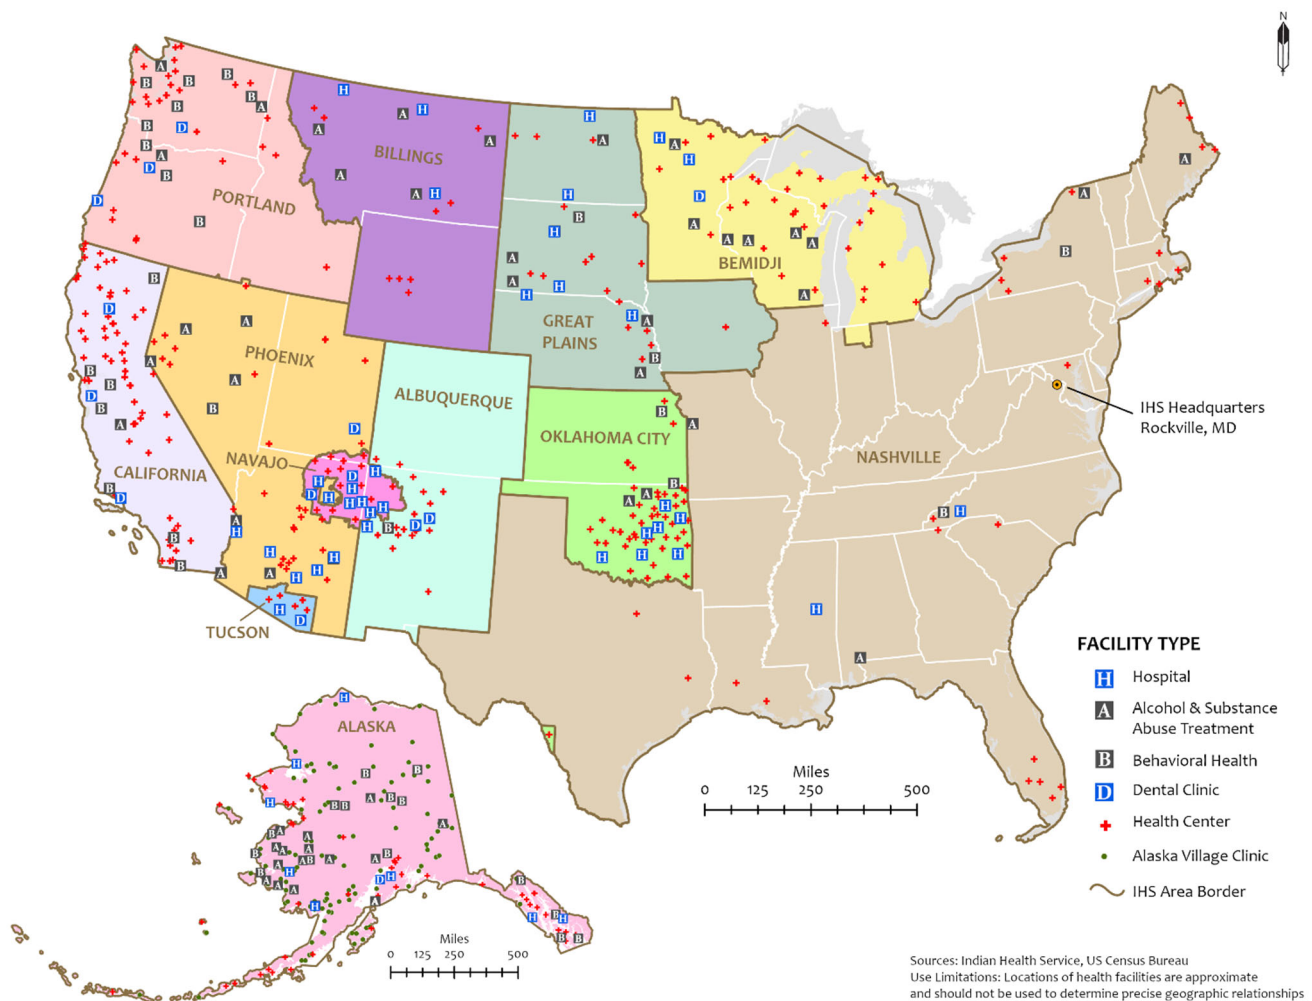 N
PORTLAND
BILLINGS
BEMIDJI
GREAT
PLAINS
PHOENIX
ALBUQUERQUE
IHS Headquarters
Rockville, MD
OKLAHOMA CITY
NASHVILLE
NAVAJO
CALIFORNIA
TUCSON
ALASKA
FACILITY TYPE
H Hospital
A Alcohol & Substance
Abuse Treatment
B Behavioral Health
D Dental Clinic
Health Center
Alaska Village Clinic
IHS Area Border
Miles
0 125 250 500
Miles
0 125 250 500
Sources: Indian Health Service, US Census Bureau
Use Limitations: Locations of health facilities are approximate
and should not be used to determine precise geographic relationships